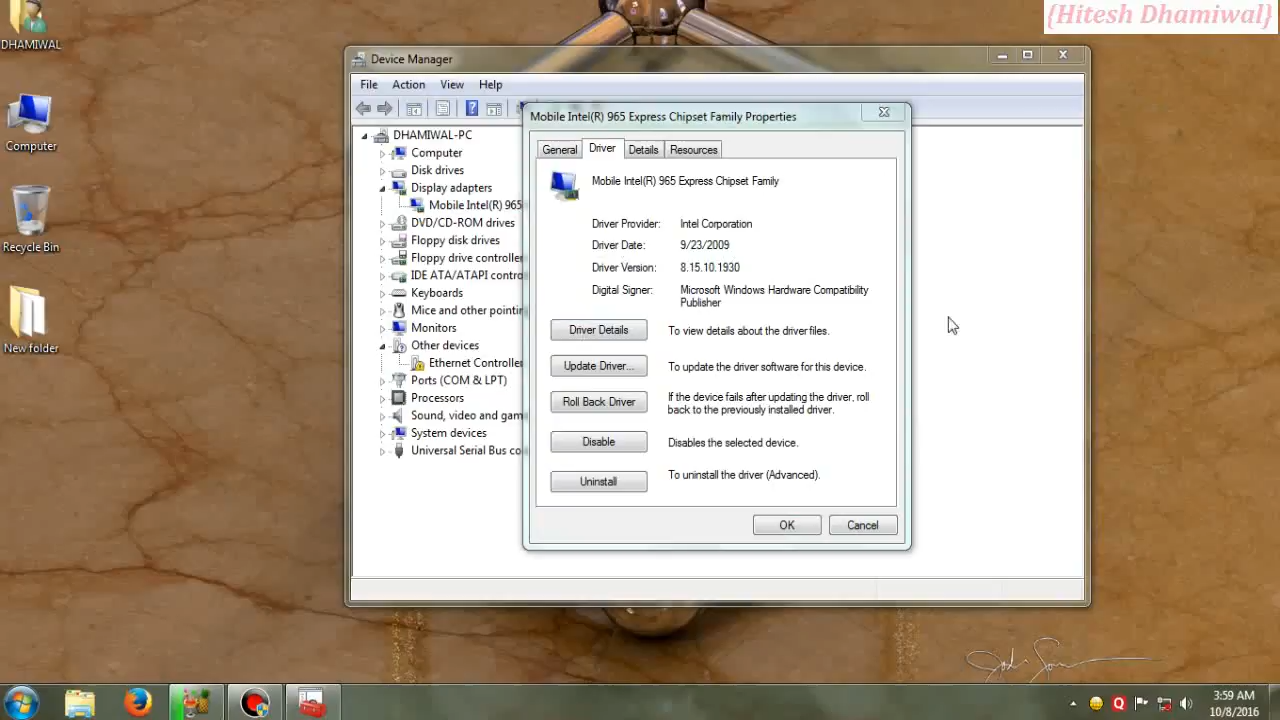 {Hitesh Dhamiwal}
DHAMIWAL
Computer
Recycle Bin
New folder
Device Manager
File Action View Help
DHAMIWAL-PC
Computer
Disk drives
Display adapters
Mobile Intel(R) 965
DVD/CD-ROM drives
Floppy disk drives
Floppy drive controller
IDE ATA/ATAPI contro
Keyboards
Mice and other pointin
Monitors
Other devices
Ethernet Controller
Ports (COM & LPT)
Processors
Sound, video and gam
System devices
Universal Serial Bus co
Mobile Intel(R) 965 Express Chipset Family Properties
General Driver Details Resources
Mobile Intel(R) 965 Express Chipset Family
Driver Provider: Intel Corporation
Driver Date: 9/23/2009
Driver Version: 8.15.10.1930
Digital Signer: Microsoft Windows Hardware Compatibility
Publisher
Driver Details To view details about the driver files.
Update Driver... To update the driver software for this device.
Roll Back Driver If the device fails after updating the driver, roll
back to the previously installed driver.
Disable Disables the selected device.
Uninstall To uninstall the driver (Advanced).
OK Cancel
3:59 AM
10/8/2016